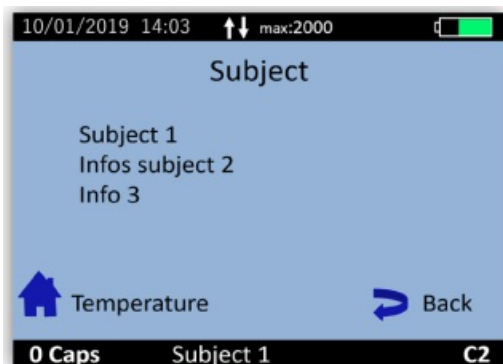 10/01/2019 14:03 max:2000
Subject
Subject 1
Infos subject 2
Info 3
Temperature Back
0 Caps Subject 1 C2